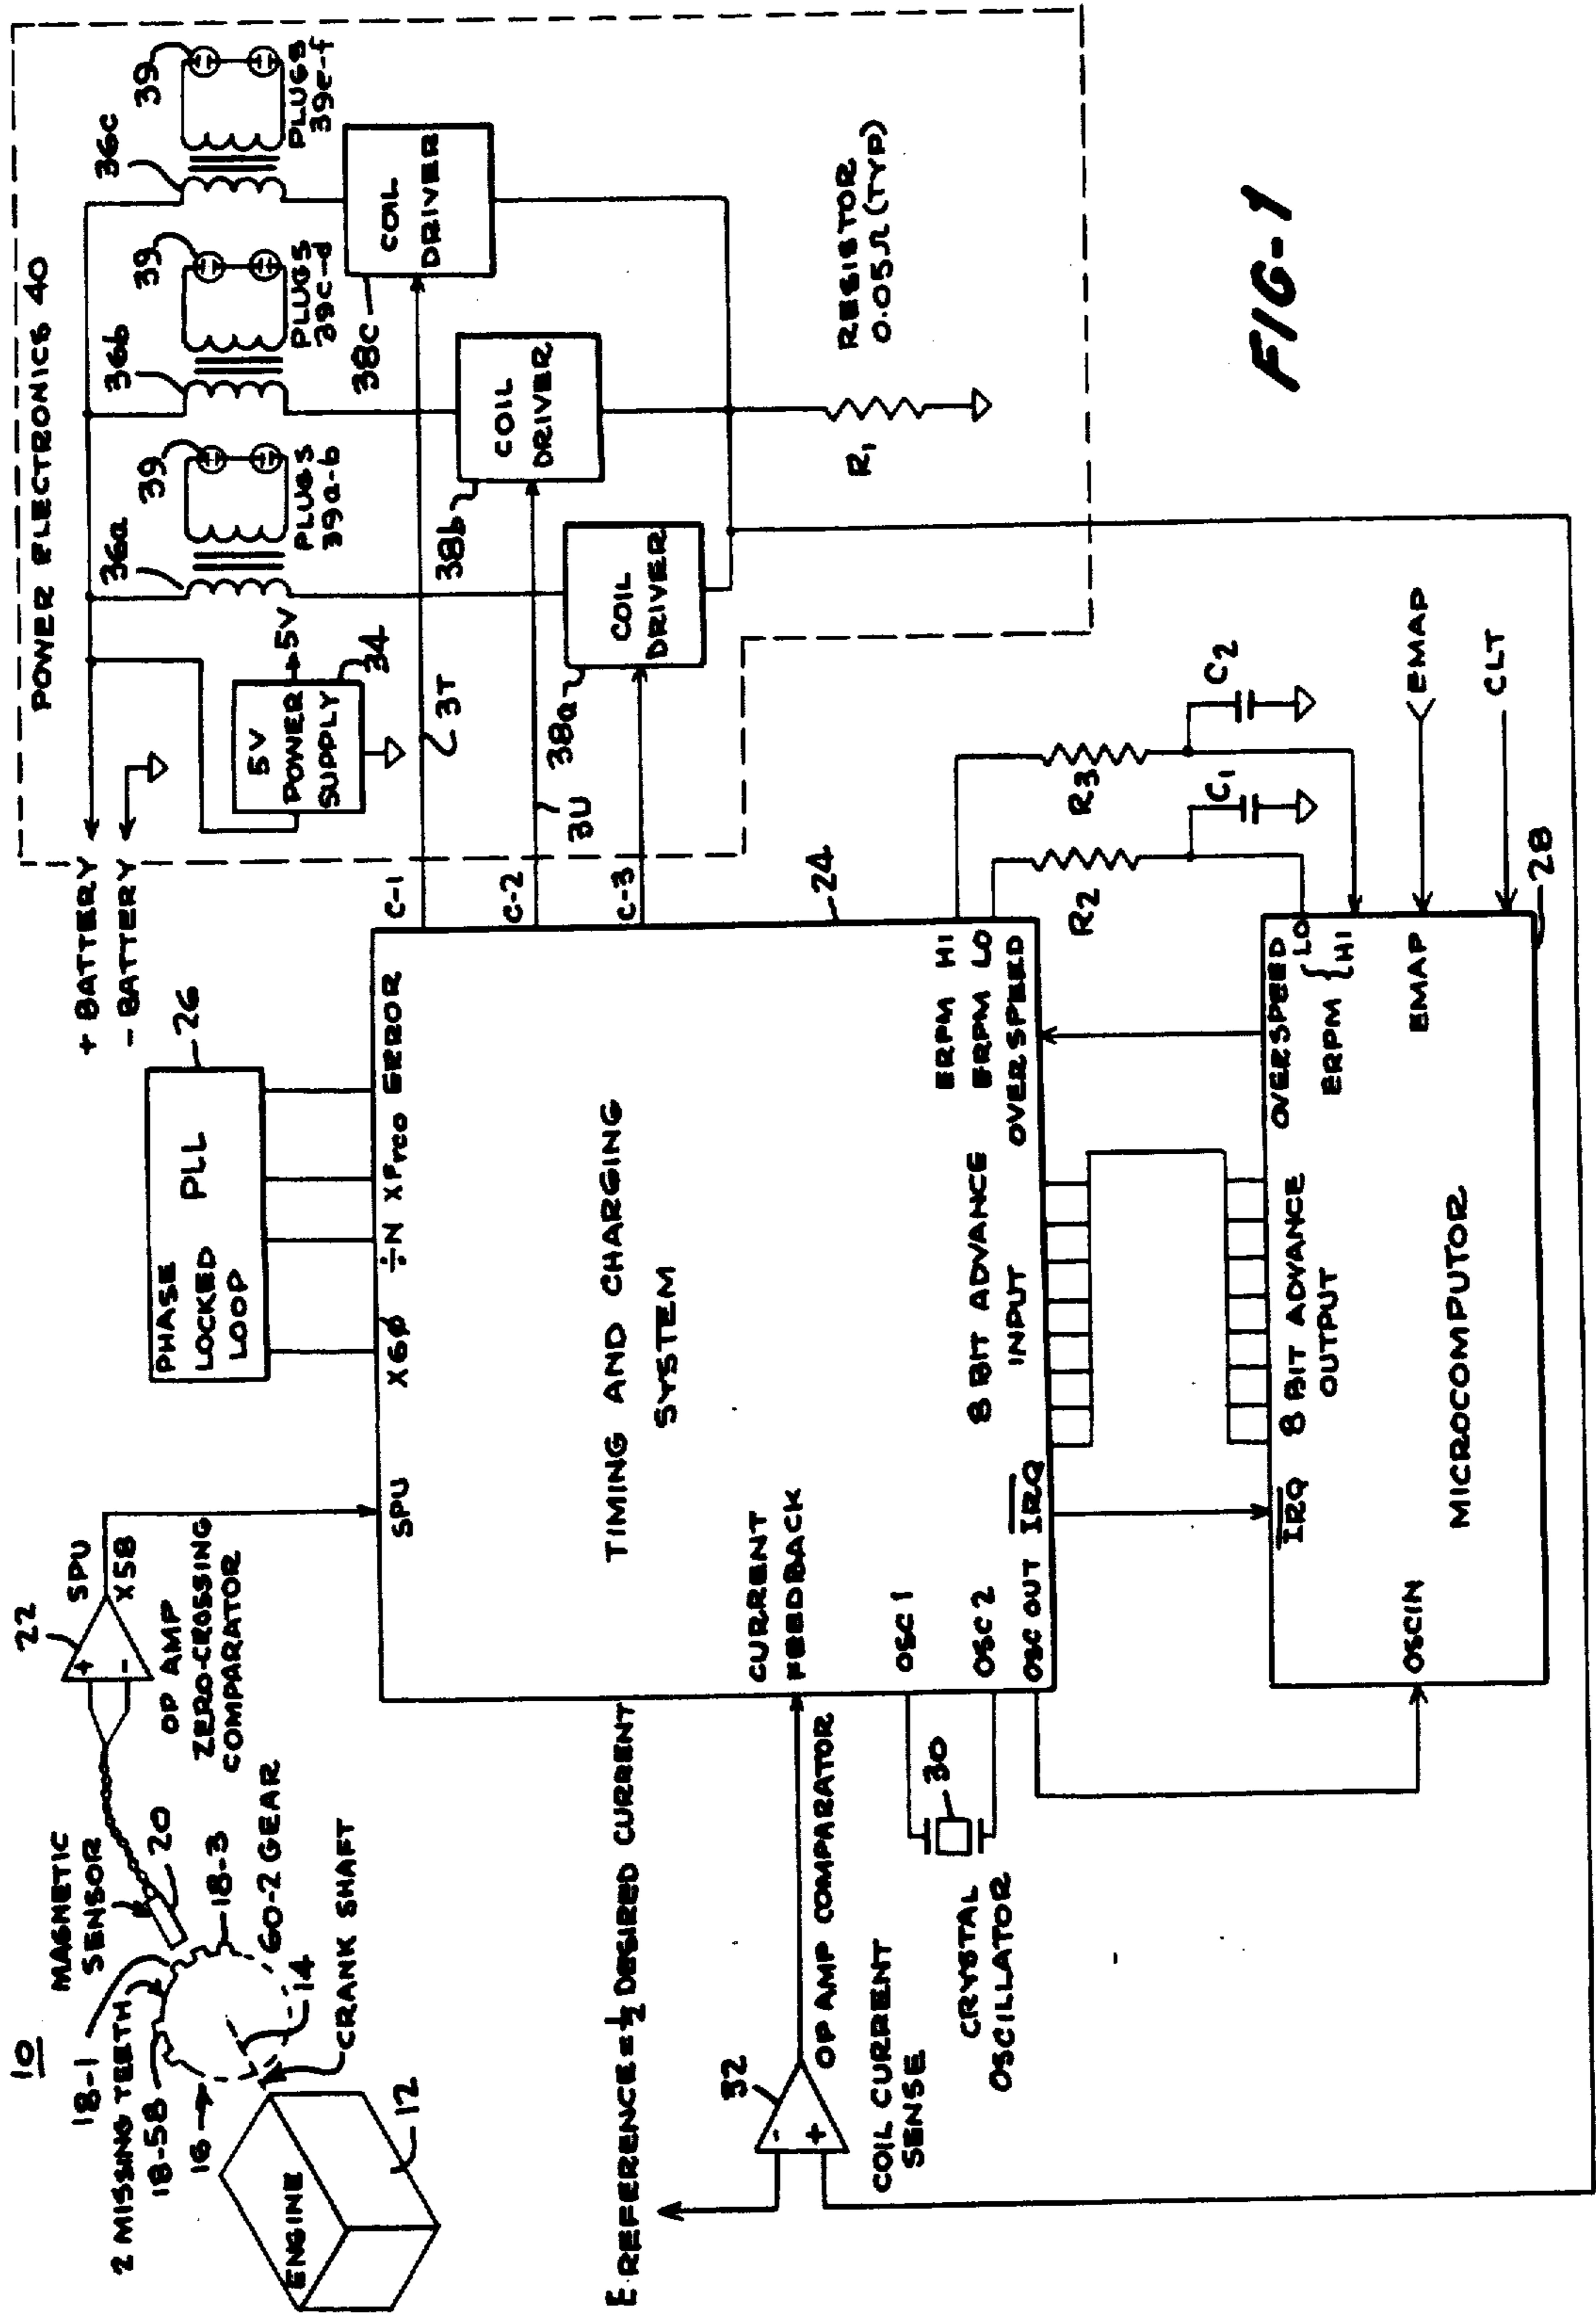 10
18-1
2 MISSING TEETH
18-58
16
ENGINE
12
MAGNETIC
SENSOR
20
18-3
60-2 GEAR
14
CRANK SHAFT
22
+
-
SPU
X58
OP AMP
ZERO-CROSSING
COMPARATOR
PHASE
LOCKED PLL
LOOP
26
+ BATTERY
- BATTERY
POWER ELECTRONICS 40
5V
POWER
SUPPLY
5V
34
36a
39
PLUGS
39a-b
36b
39
PLUGS
39c-d
36c
39
PLUGS
39e-f
COIL
DRIVER
38c
COIL
DRIVER
38b
COIL
DRIVER
38a
3T
3U
R1
RESISTOR
0.05Ω (TYP)
C-1
C-2
C-3
24
SPU
X6φ
÷N
XFrco
ERROR
TIMING AND CHARGING
SYSTEM
CURRENT
FEEDBACK
OSC 1
OSC 2
OSC OUT
IRQ
8 BIT ADVANCE
INPUT
ERPM HI
ERPM LO
OVERSPEED
E REFERENCE = 1/2 DESIRED CURRENT
32
-
+
OP AMP COMPARATOR
COIL CURRENT
SENSE
30
CRYSTAL
OSCILLATOR
R2
R3
C1
C2
EMAP
CLT
28
OSCIN
IRQ
8 BIT ADVANCE
OUTPUT
OVERSPEED
ERPM { LO
HI
EMAP
MICROCOMPUTOR
FIG-1